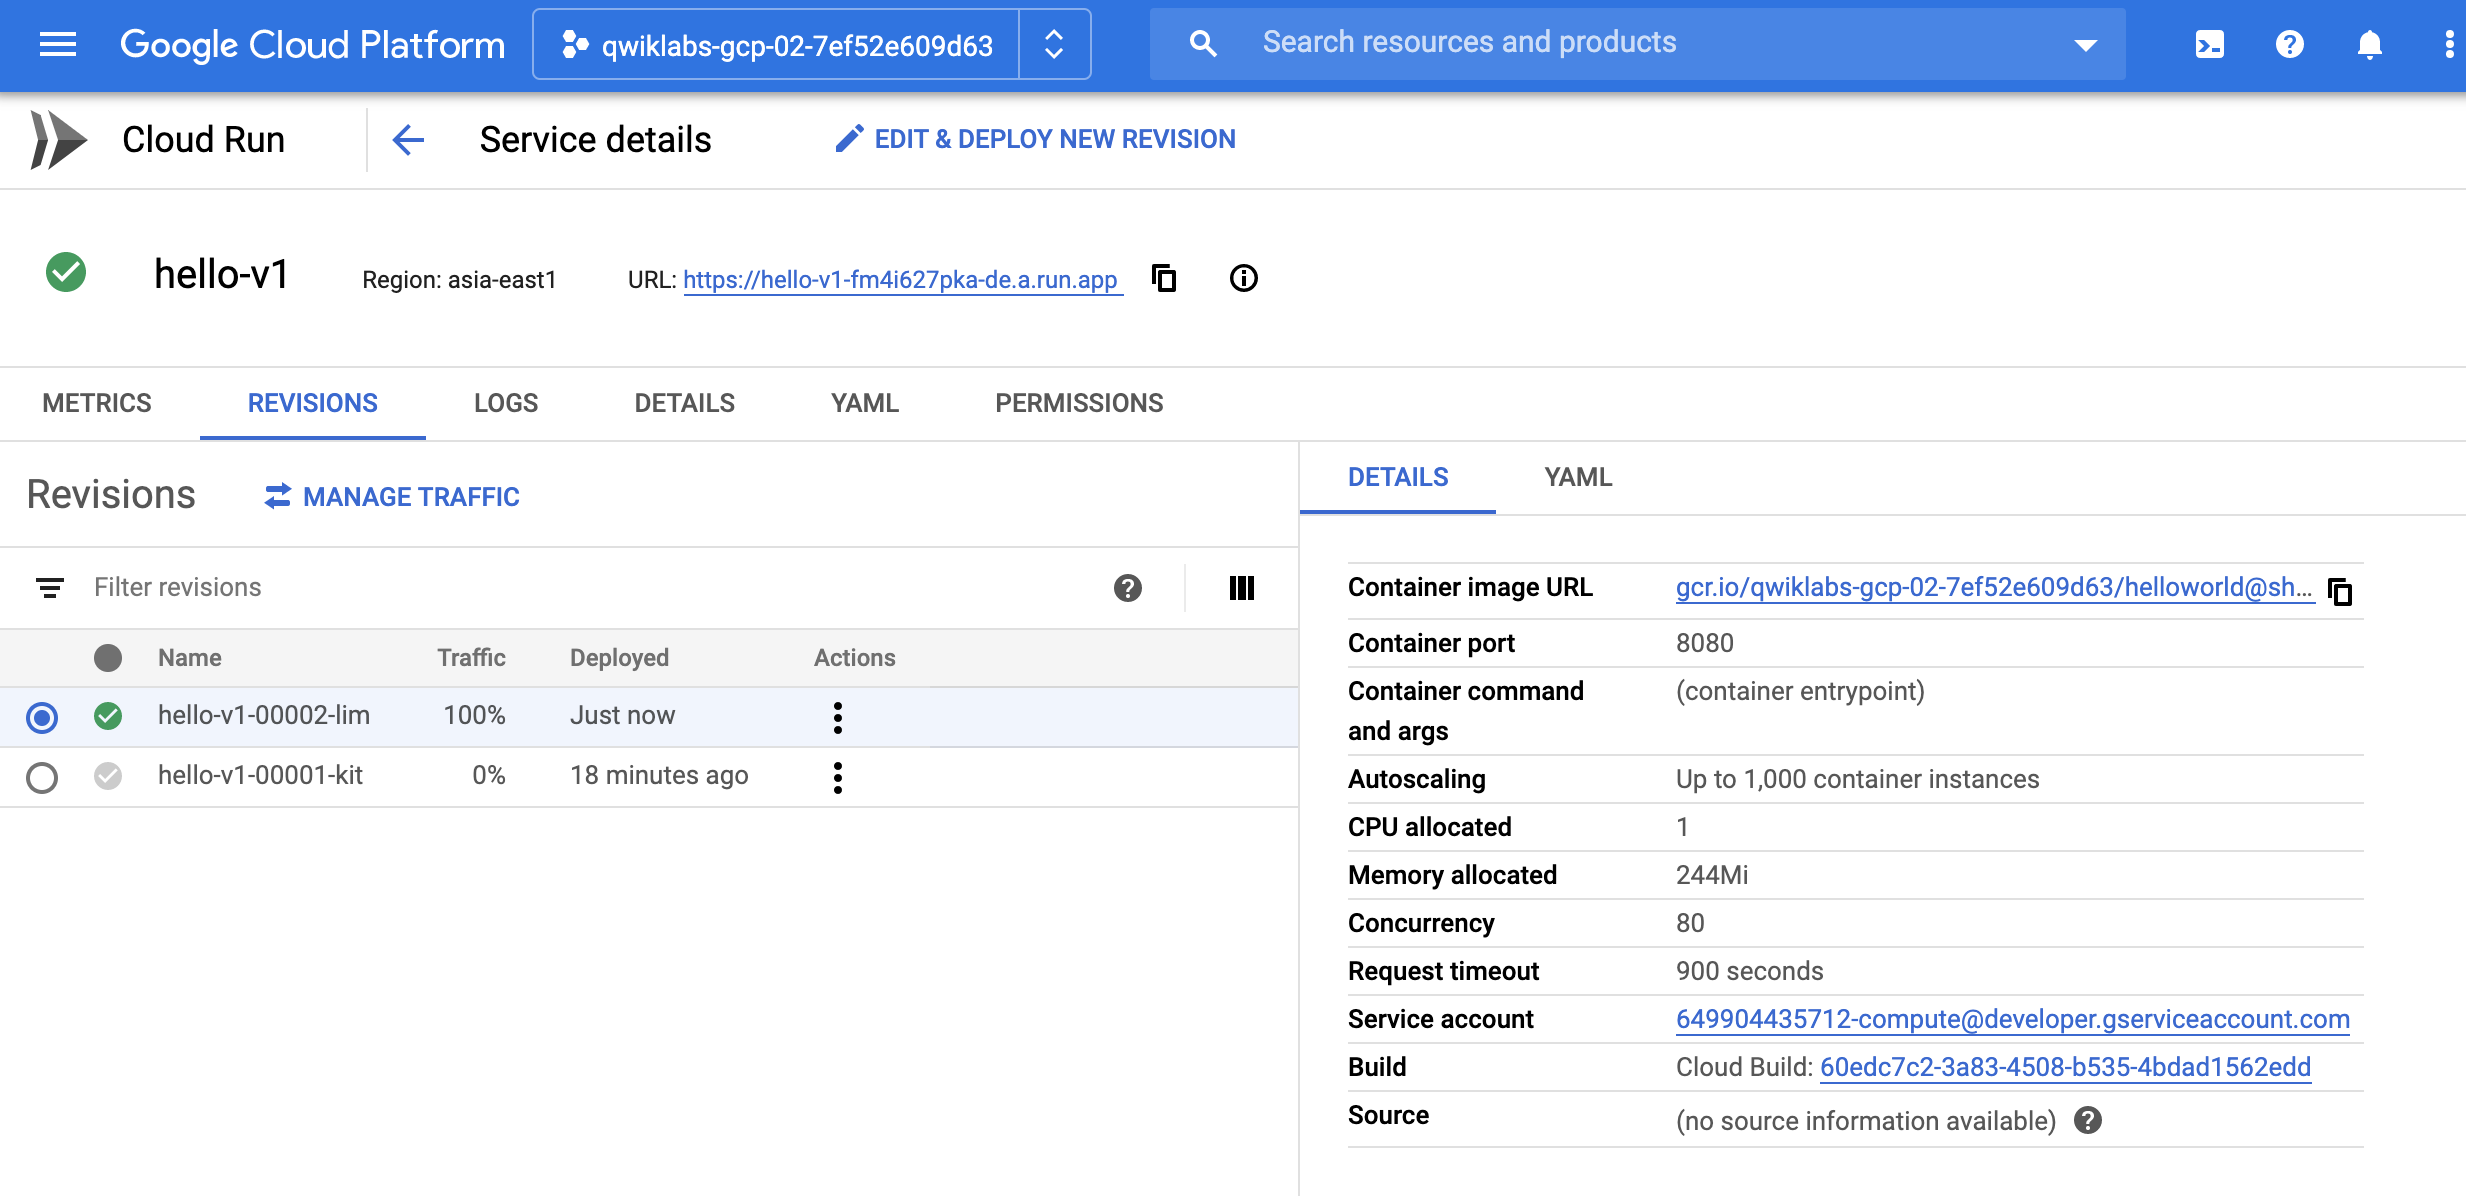 Google Cloud Platform
qwiklabs-gcp-02-7ef52e609d63
Search resources and products
Cloud Run
Service details
EDIT & DEPLOY NEW REVISION
hello-v1
Region: asia-east1
URL: https://hello-v1-fm4i627pka-de.a.run.app
METRICS
REVISIONS
LOGS
DETAILS
YAML
PERMISSIONS
Revisions
MANAGE TRAFFIC
Filter revisions
Name Traffic Deployed Actions
hello-v1-00002-lim 100% Just now
hello-v1-00001-kit 0% 18 minutes ago
DETAILS
YAML
Container image URL gcr.io/qwiklabs-gcp-02-7ef52e609d63/helloworld@sh...
Container port 8080
Container command (container entrypoint)
and args
Autoscaling Up to 1,000 container instances
CPU allocated 1
Memory allocated 244Mi
Concurrency 80
Request timeout 900 seconds
Service account 649904435712-compute@developer.gserviceaccount.com
Build Cloud Build: 60edc7c2-3a83-4508-b535-4bdad1562edd
Source (no source information available)